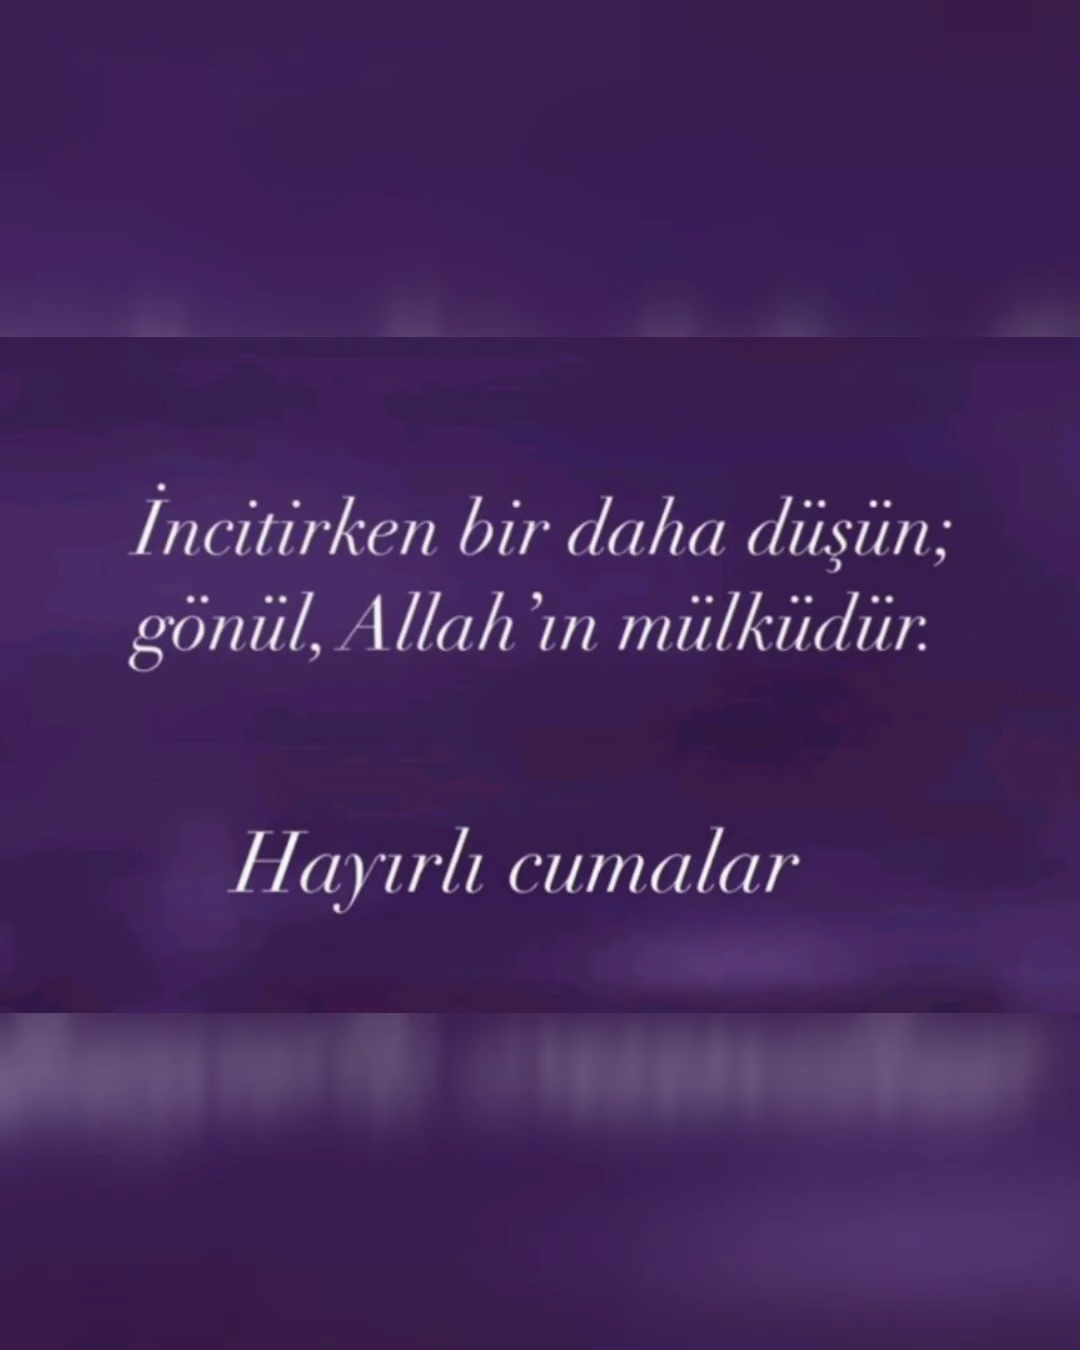 İncitirken bir daha düşün;
gönül, Allah’ın mülküdür.
Hayırlı cumalar